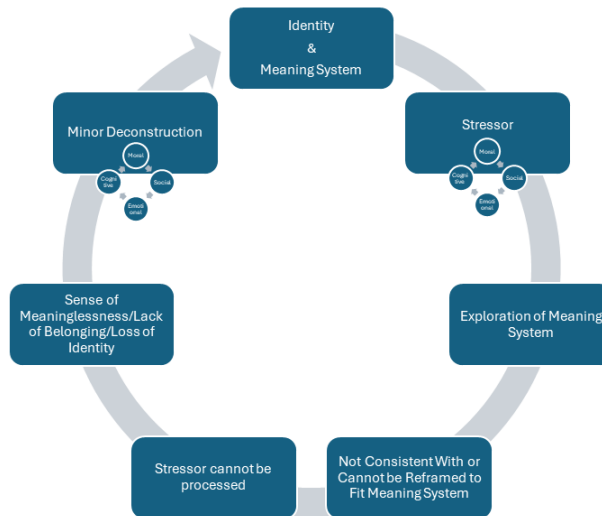 Identity
&
Meaning System
Stressor
Moral
Social
Emoti
onal
Cogni
tive
Exploration of Meaning
System
Not Consistent With or
Cannot be Reframed to
Fit Meaning System
Stressor cannot be
processed
Sense of
Meaninglessness/Lack
of Belonging/Loss of
Identity
Minor Deconstruction
Moral
Social
Emoti
onal
Cogni
tive